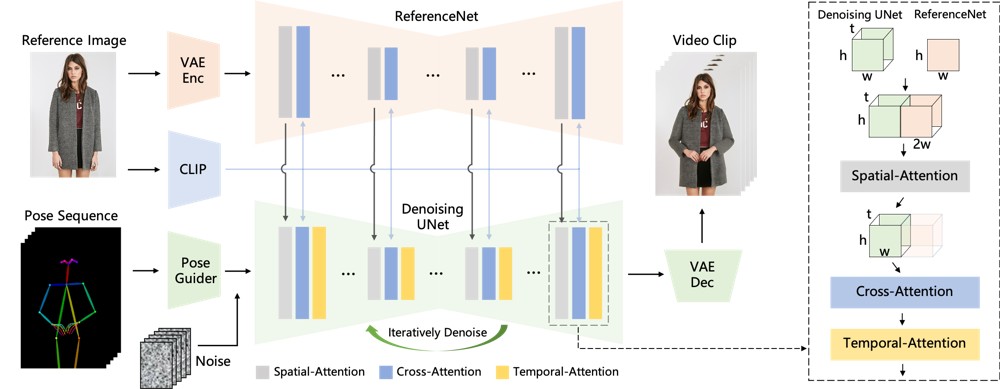 Reference Image
VAE
Enc
CLIP
Pose Sequence
Pose
Guider
Noise
ReferenceNet
...
...
...
Denoising
UNet
...
...
...
Iteratively Denoise
Spatial-Attention
Cross-Attention
Temporal-Attention
Video Clip
VAE
Dec
Denoising UNet
ReferenceNet
t
h
w
h
w
t
h
2w
Spatial-Attention
t
h
w
Cross-Attention
Temporal-Attention